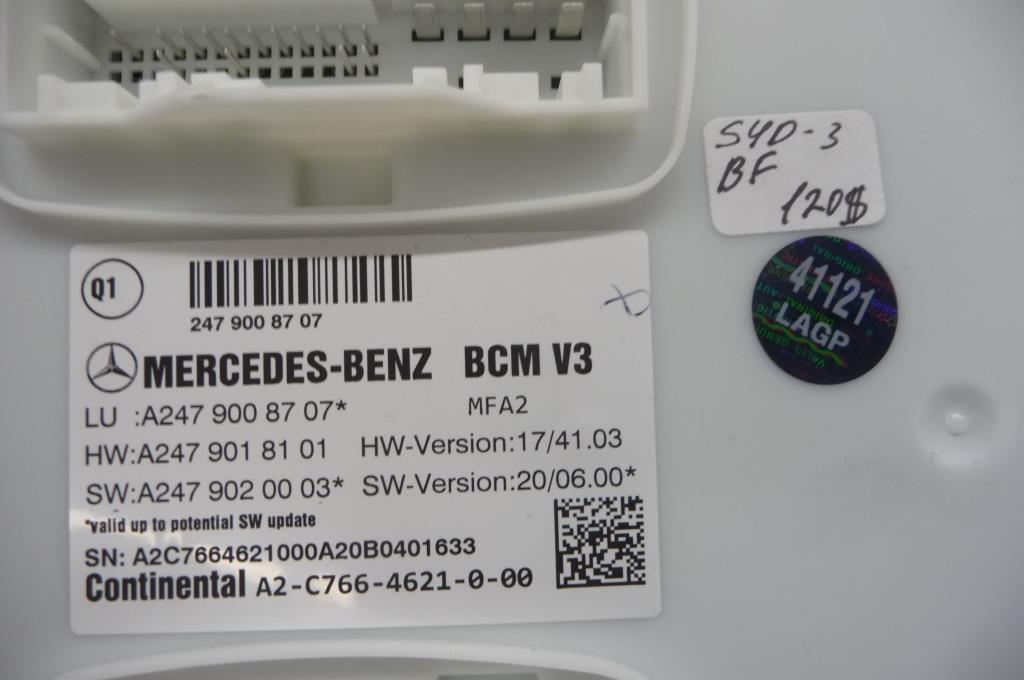 SYD-3
BF
120$
41121
LAGP
Q1
247 900 87 07
MERCEDES-BENZ BCM V3
LU :A247 900 87 07* MFA2
HW:A247 901 81 01 HW-Version:17/41.03
SW:A247 902 00 03* SW-Version:20/06.00*
*valid up to potential SW update
SN: A2C7664621000A20B0401633
Continental A2-C766-4621-0-00